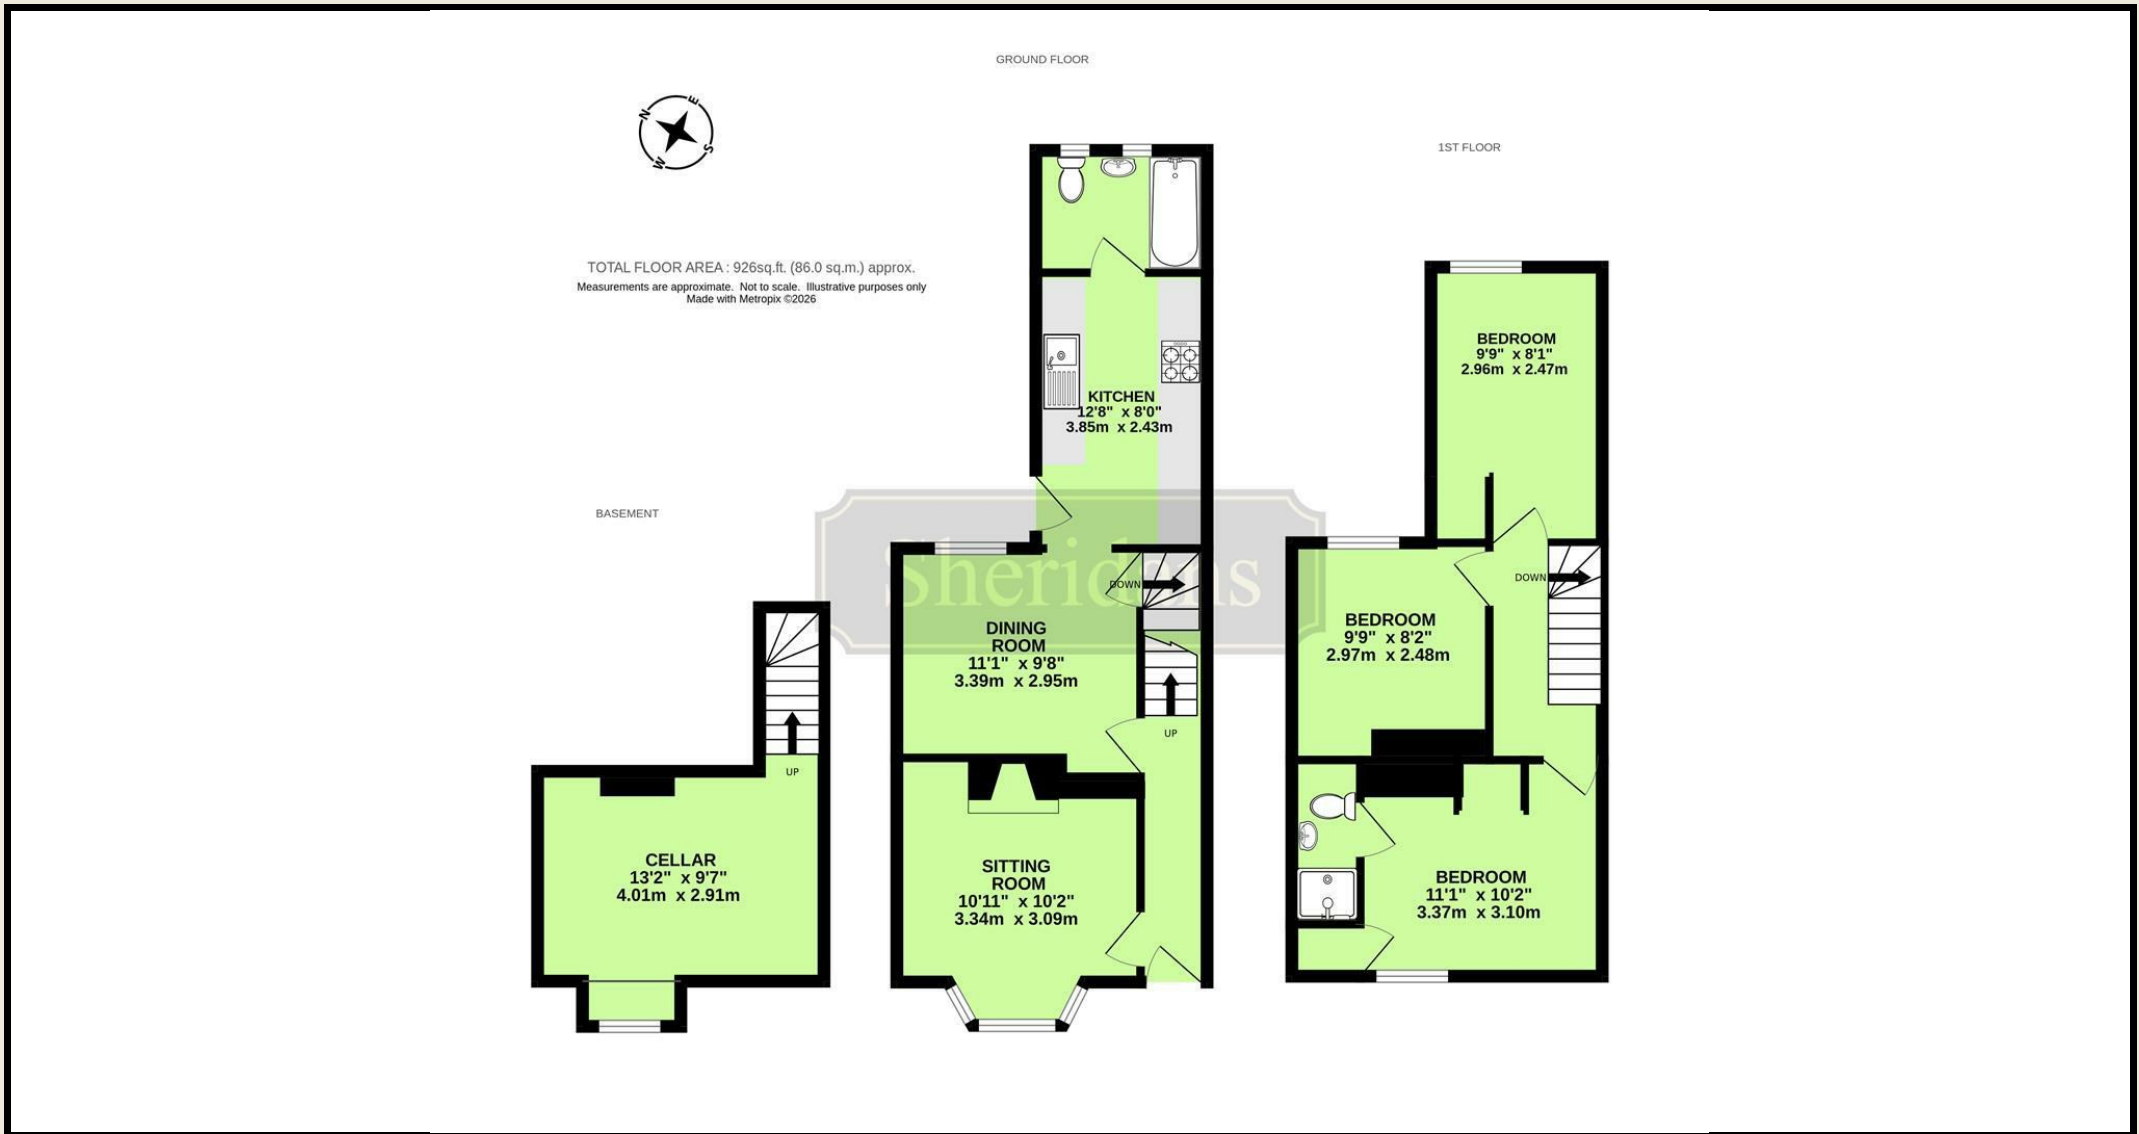 GROUND FLOOR
N
E
S
W
1ST FLOOR
TOTAL FLOOR AREA : 926sq.ft. (86.0 sq.m.) approx.
Measurements are approximate.  Not to scale.  Illustrative purposes only
Made with Metropix ©2026
BASEMENT
UP
CELLAR
13'2"  x 9'7"
4.01m  x 2.91m
KITCHEN
12'8"  x 8'0"
3.85m  x 2.43m
Sheridans
DOWN
DINING
ROOM
11'1"  x 9'8"
3.39m  x 2.95m
UP
SITTING
ROOM
10'11"  x 10'2"
3.34m  x 3.09m
BEDROOM
9'9"  x 8'1"
2.96m  x 2.47m
DOWN
BEDROOM
9'9"  x 8'2"
2.97m  x 2.48m
BEDROOM
11'1"  x 10'2"
3.37m  x 3.10m